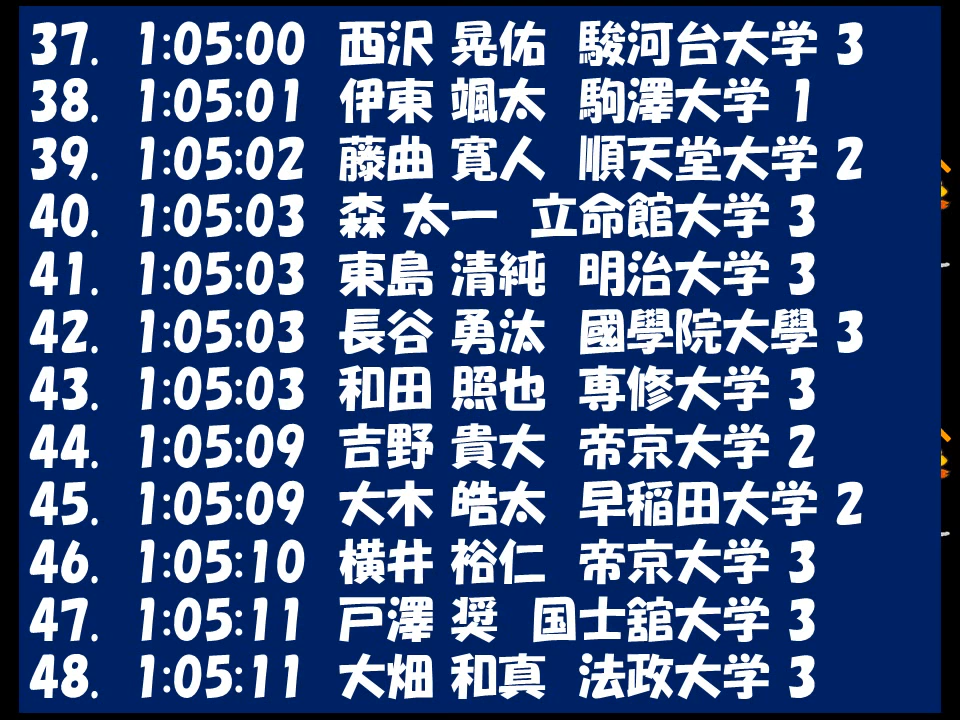 37. 1:05:00 西沢 晃佑 駿河台大学 3
38. 1:05:01 伊東 颯太 駒澤大学 1
39. 1:05:02 藤曲 寛人 順天堂大学 2
40. 1:05:03 森 太一 立命館大学 3
41. 1:05:03 東島 清純 明治大学 3
42. 1:05:03 長谷 勇汰 國學院大學 3
43. 1:05:03 和田 照也 専修大学 3
44. 1:05:09 吉野 貴大 帝京大学 2
45. 1:05:09 大木 皓太 早稲田大学 2
46. 1:05:10 横井 裕仁 帝京大学 3
47. 1:05:11 戸澤 奨 国士舘大学 3
48. 1:05:11 大畑 和真 法政大学 3